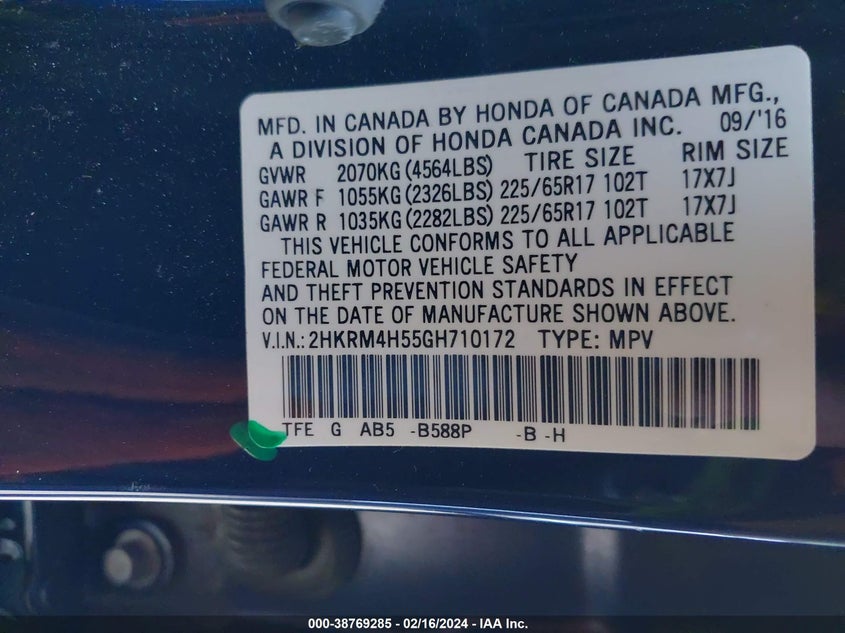 MFD. IN CANADA BY HONDA OF CANADA MFG.,
A DIVISION OF HONDA CANADA INC. 09/'16
GVWR 2070KG(4564LBS) TIRE SIZE RIM SIZE
GAWR F 1055KG(2326LBS) 225/65R17 102T 17X7J
GAWR R 1035KG(2282LBS) 225/65R17 102T 17X7J
THIS VEHICLE CONFORMS TO ALL APPLICABLE
FEDERAL MOTOR VEHICLE SAFETY
AND THEFT PREVENTION STANDARDS IN EFFECT
ON THE DATE OF MANUFACTURE SHOWN ABOVE.
V.I.N.:2HKRM4H55GH710172 TYPE: MPV
TFE G AB5 -B588P -B -H
000-38769285 - 02/16/2024 - IAA Inc.